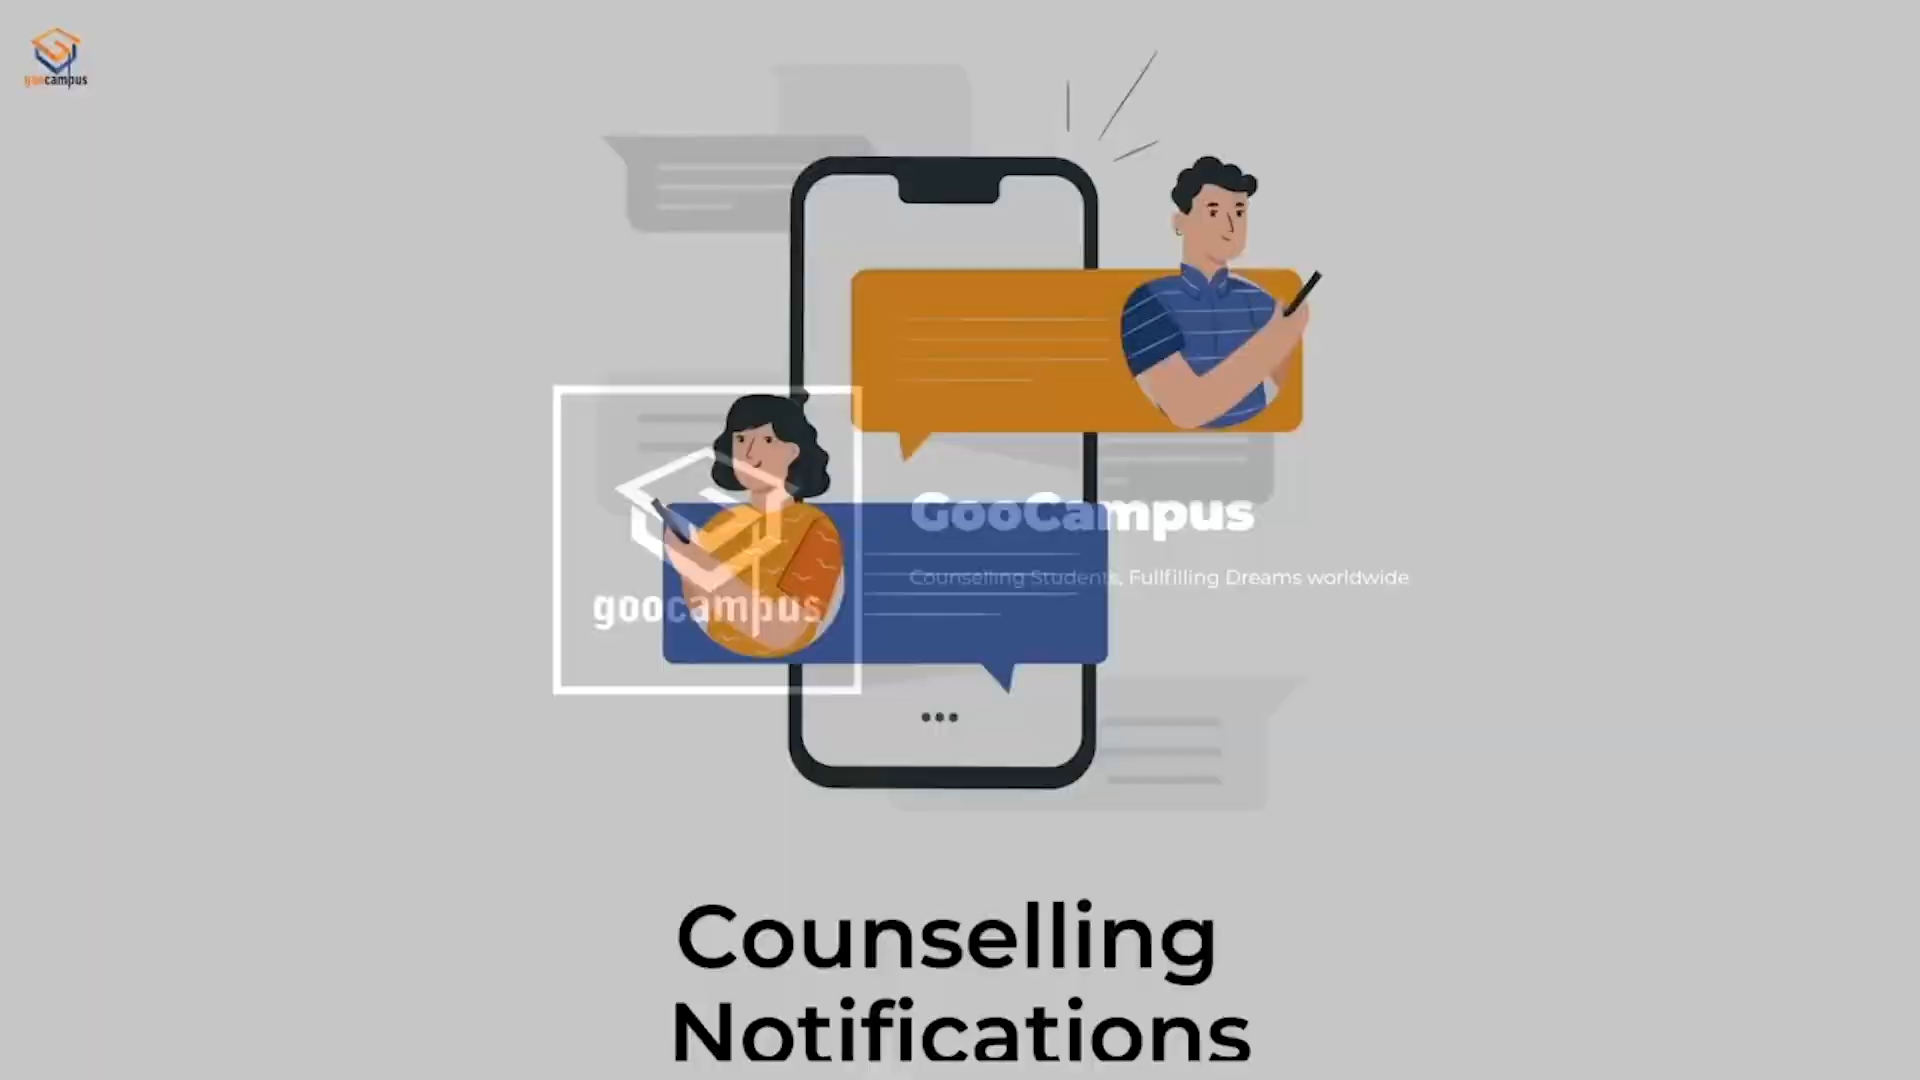 goocampus
GooCampus
Counselling Students, Fullfilling Dreams worldwide
goocampus
Counselling
Notifications